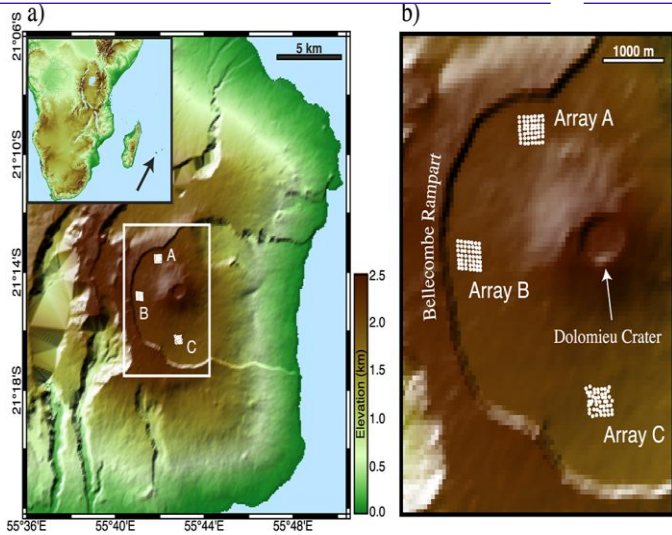 a)
5 km
21°06'S
21°10'S
21°14'S
21°18'S
A
B
C
2.5
2.0
1.5
1.0
0.5
0.0
Elevation (km)
55°36'E
55°40'E
55°44'E
55°48'E
b)
1000 m
Array A
Bellecombe Rampart
Array B
Dolomieu Crater
Array C